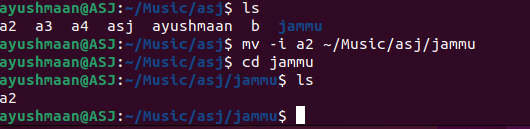 ayushmaan@ASJ:~/Music/asj$ ls
a2  a3  a4  asj  ayushmaan  b  jammu
ayushmaan@ASJ:~/Music/asj$ mv -i a2 ~/Music/asj/jammu
ayushmaan@ASJ:~/Music/asj$ cd jammu
ayushmaan@ASJ:~/Music/asj/jammu$ ls
a2
ayushmaan@ASJ:~/Music/asj/jammu$